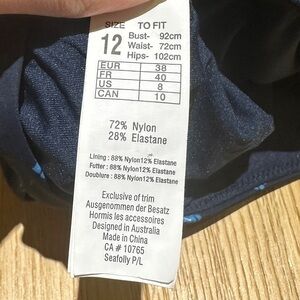 SIZE TO FIT
12
Bust- 92cm
Waist- 72cm
Hips- 102cm
EUR 38
FR 40
US 8
CAN 10
72% Nylon
28% Elastane
Lining : 88% Nylon12% Elastane
Futter : 88% Nylon12% Elastane
Doublure : 88% Nylon12% Elastane
Exclusive of trim
Ausgenommen der Besatz
Hormis les accessoires
Designed in Australia
Made in China
CA # 10765
Seafolly P/L